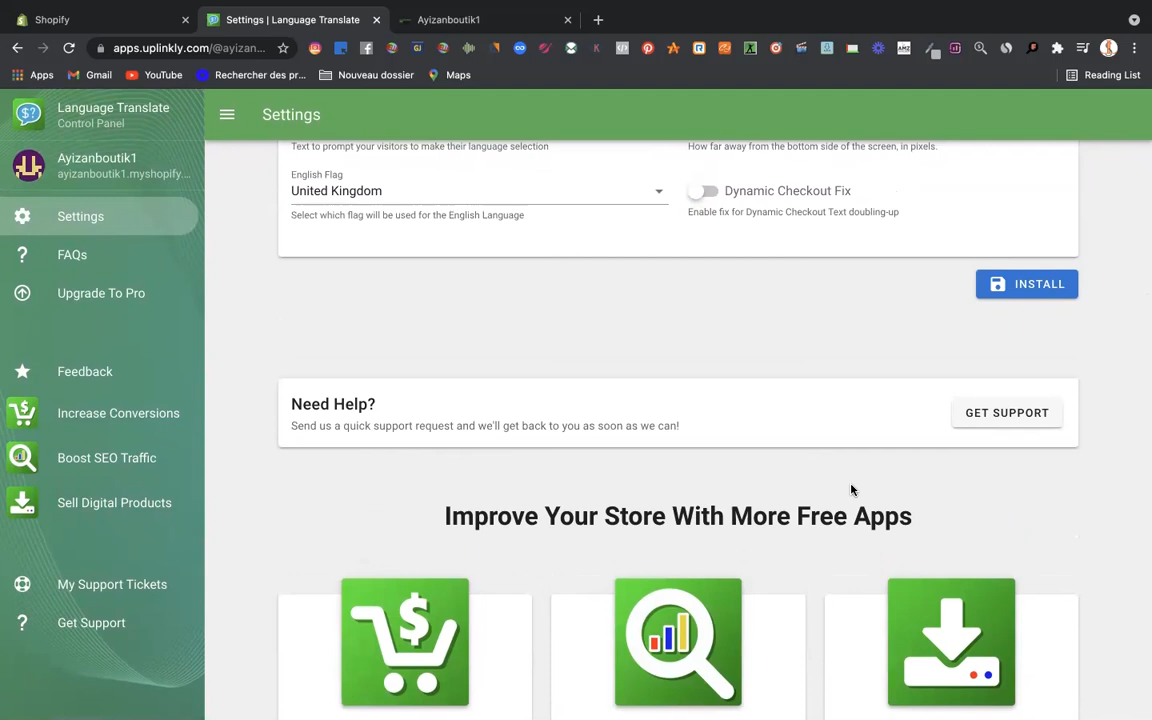 Shopify
Settings | Language Translate
Ayizanboutik1
apps.uplinkly.com/@ayizan...
Apps
Gmail
YouTube
Rechercher des pr...
Nouveau dossier
Maps
Reading List
Language Translate
Control Panel
Settings
Ayizanboutik1
ayizanboutik1.myshopify....
Text to prompt your visitors to make their language selection
How far away from the bottom side of the screen, in pixels.
English Flag
United Kingdom
Dynamic Checkout Fix
Select which flag will be used for the English Language
Enable fix for Dynamic Checkout Text doubling-up
Settings
FAQs
Upgrade To Pro
INSTALL
Feedback
Increase Conversions
Boost SEO Traffic
Sell Digital Products
Need Help?
Send us a quick support request and we'll get back to you as soon as we can!
GET SUPPORT
Improve Your Store With More Free Apps
My Support Tickets
Get Support